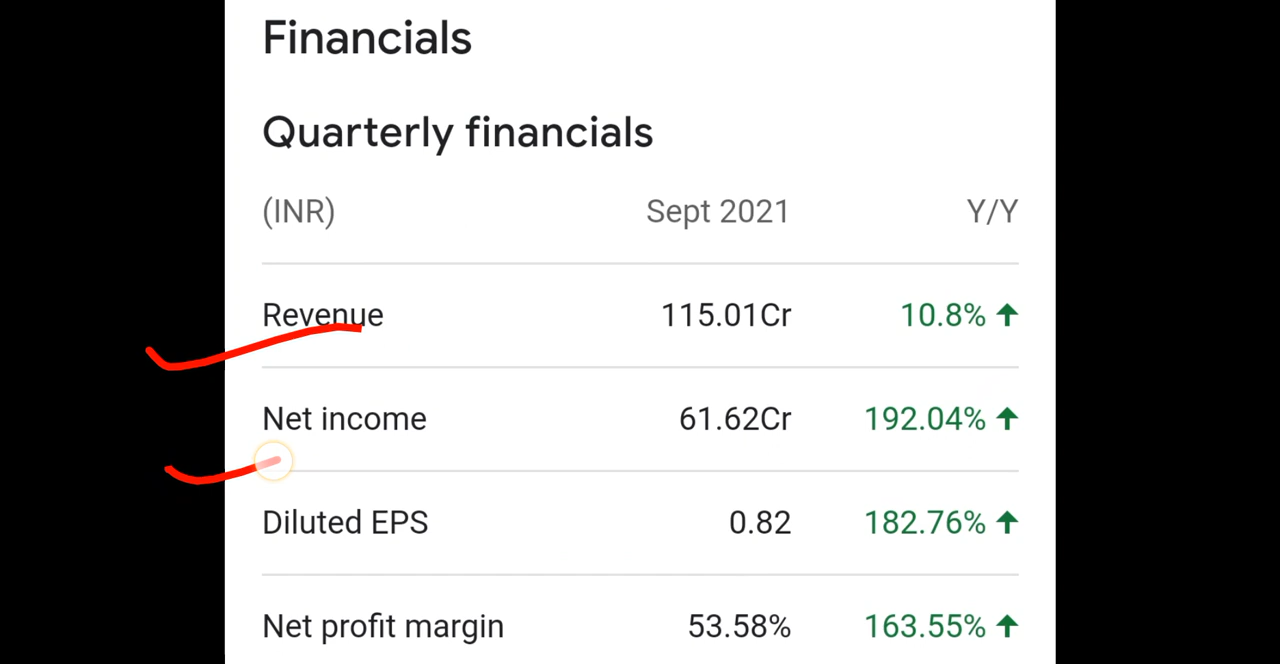 Financials
Quarterly financials
(INR) Sept 2021 Y/Y
Revenue 115.01Cr 10.8% ↑
Net income 61.62Cr 192.04% ↑
Diluted EPS 0.82 182.76% ↑
Net profit margin 53.58% 163.55% ↑